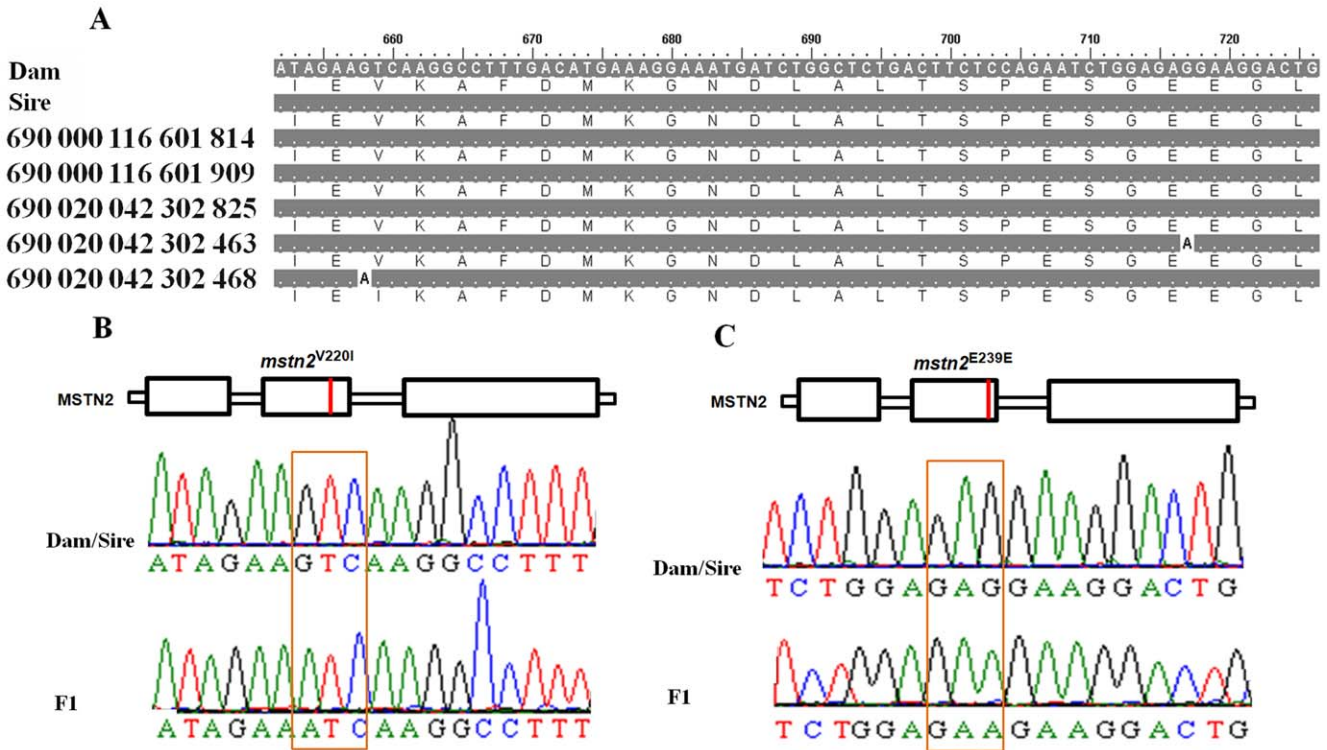 A
660 670 680 690 700 710 720
Dam ATAGAAGTCAAGGCCTTTGACATGAAAGGAAATGATCTGGCTCTGACTTCTCCAGAATCTGGAGAGGAAGGACTG
I E V K A F D M K G N D L A L T S P E S G E E G L
Sire
I E V K A F D M K G N D L A L T S P E S G E E G L
690 000 116 601 814
I E V K A F D M K G N D L A L T S P E S G E E G L
690 000 116 601 909
I E V K A F D M K G N D L A L T S P E S G E E G L
690 020 042 302 825
I E V K A F D M K G N D L A L T S P E S G E E G L
690 020 042 302 463 A
I E V K A F D M K G N D L A L T S P E S G E E G L
690 020 042 302 468 A
I E I K A F D M K G N D L A L T S P E S G E E G L
B
mstn2V220I
MSTN2
Dam/Sire
ATAGAAGTCAAGGCCTTT
F1
ATAGAAATCAAGGCCTTT
C
mstn2E239E
MSTN2
Dam/Sire
TCTGGAGAGGAAGGACTG
F1
TCTGGAGAAGAAGGACTG